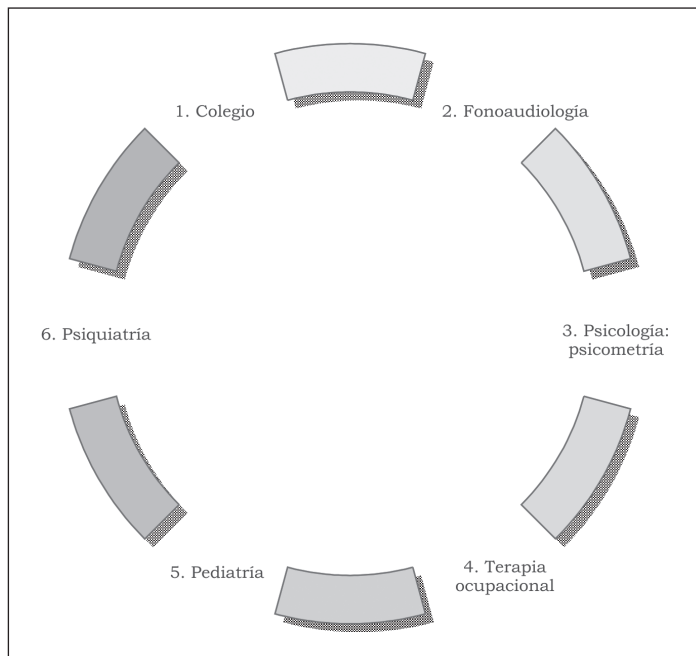 1. Colegio
2. Fonoaudiología
3. Psicología:
psicometría
4. Terapia
ocupacional
5. Pediatría
6. Psiquiatría